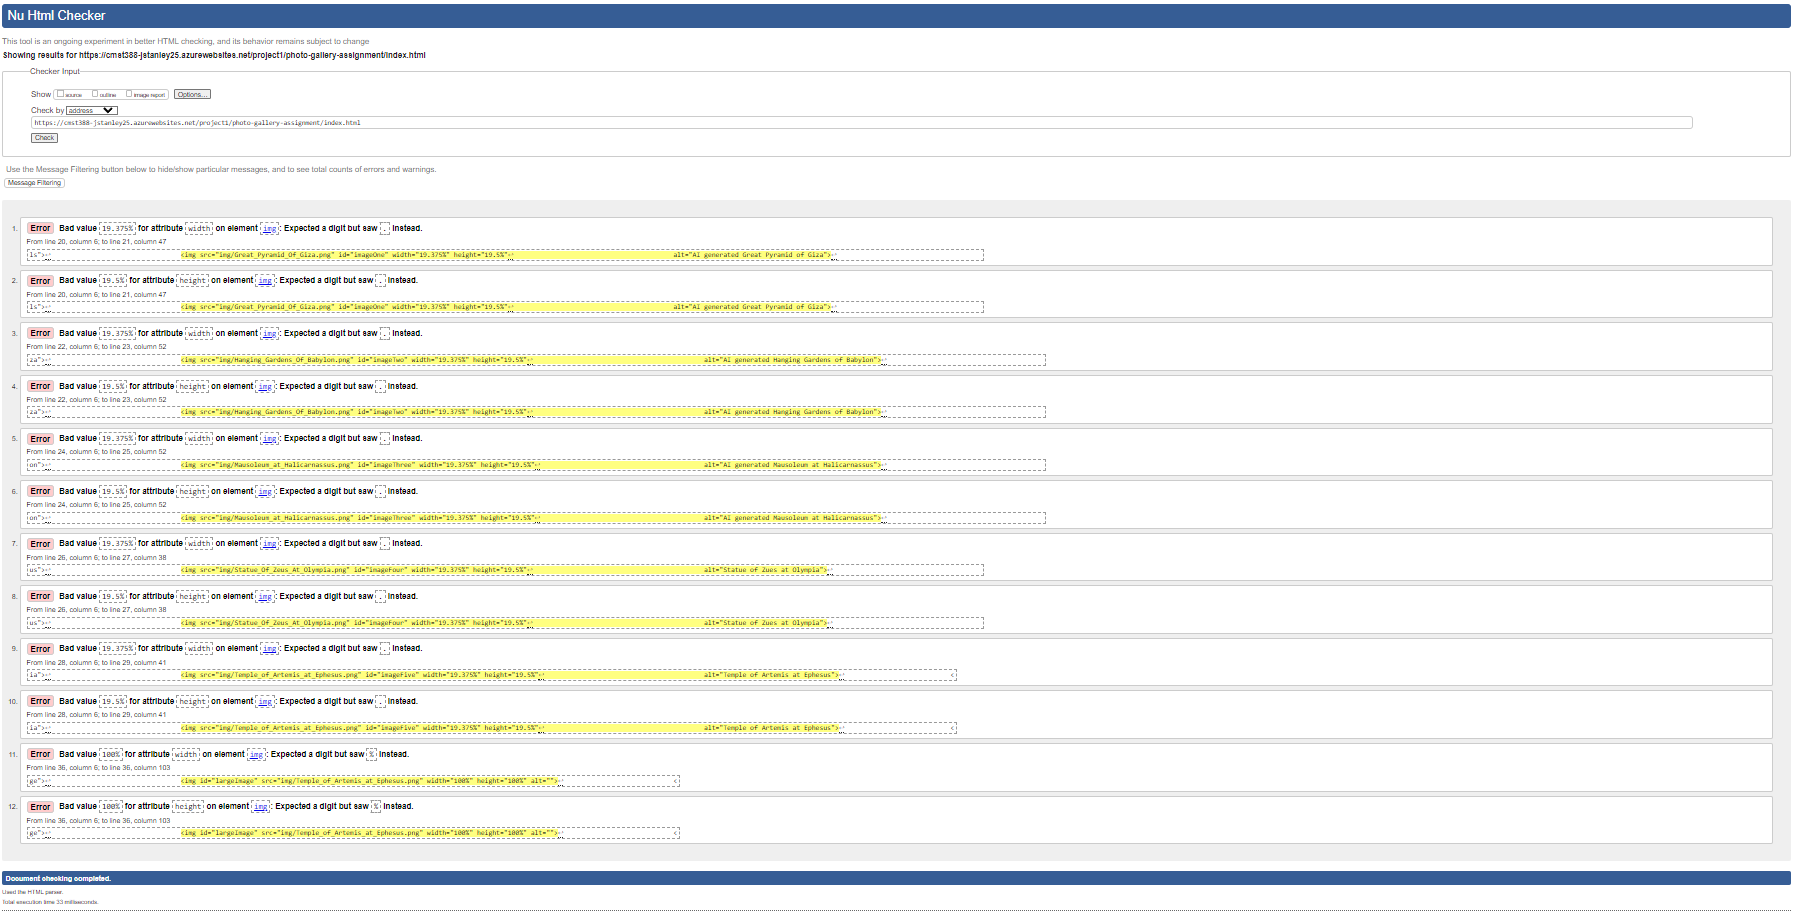 Nu Html Checker
This tool is an ongoing experiment in better HTML checking, and its behavior remains subject to change
Showing results for https://cmst388-jstanley25.azurewebsites.net/project1/photo-gallery-assignment/index.html
Checker Input
Show source outline image report Options...
Check by address
https://cmst388-jstanley25.azurewebsites.net/project1/photo-gallery-assignment/index.html
Check
Use the Message Filtering button below to hide/show particular messages, and to see total counts of errors and warnings.
Message Filtering
1. Error Bad value 19.375% for attribute width on element img: Expected a digit but saw . instead.
From line 20, column 6; to line 21, column 47
ls">↩ <img src="img/Great_Pyramid_Of_Giza.png" id="imageOne" width="19.375%" height="19.5%"↩ alt="AI generated Great Pyramid of Giza">↩
2. Error Bad value 19.5% for attribute height on element img: Expected a digit but saw . instead.
From line 20, column 6; to line 21, column 47
ls">↩ <img src="img/Great_Pyramid_Of_Giza.png" id="imageOne" width="19.375%" height="19.5%"↩ alt="AI generated Great Pyramid of Giza">↩
3. Error Bad value 19.375% for attribute width on element img: Expected a digit but saw . instead.
From line 22, column 6; to line 23, column 52
za">↩ <img src="img/Hanging_Gardens_Of_Babylon.png" id="imageTwo" width="19.375%" height="19.5%"↩ alt="AI generated Hanging Gardens of Babylon">↩
4. Error Bad value 19.5% for attribute height on element img: Expected a digit but saw . instead.
From line 22, column 6; to line 23, column 52
za">↩ <img src="img/Hanging_Gardens_Of_Babylon.png" id="imageTwo" width="19.375%" height="19.5%"↩ alt="AI generated Hanging Gardens of Babylon">↩
5. Error Bad value 19.375% for attribute width on element img: Expected a digit but saw . instead.
From line 24, column 6; to line 25, column 52
on">↩ <img src="img/Mausoleum_at_Halicarnassus.png" id="imageThree" width="19.375%" height="19.5%"↩ alt="AI generated Mausoleum at Halicarnassus">↩
6. Error Bad value 19.5% for attribute height on element img: Expected a digit but saw . instead.
From line 24, column 6; to line 25, column 52
on">↩ <img src="img/Mausoleum_at_Halicarnassus.png" id="imageThree" width="19.375%" height="19.5%"↩ alt="AI generated Mausoleum at Halicarnassus">↩
7. Error Bad value 19.375% for attribute width on element img: Expected a digit but saw . instead.
From line 26, column 6; to line 27, column 38
us">↩ <img src="img/Statue_Of_Zeus_At_Olympia.png" id="imageFour" width="19.375%" height="19.5%"↩ alt="Statue of Zues at Olympia">↩
8. Error Bad value 19.5% for attribute height on element img: Expected a digit but saw . instead.
From line 26, column 6; to line 27, column 38
us">↩ <img src="img/Statue_Of_Zeus_At_Olympia.png" id="imageFour" width="19.375%" height="19.5%"↩ alt="Statue of Zues at Olympia">↩
9. Error Bad value 19.375% for attribute width on element img: Expected a digit but saw . instead.
From line 28, column 6; to line 29, column 41
ia">↩ <img src="img/Temple_of_Artemis_at_Ephesus.png" id="imageFive" width="19.375%" height="19.5%"↩ alt="Temple of Artemis at Ephesus">↩ <
10. Error Bad value 19.5% for attribute height on element img: Expected a digit but saw . instead.
From line 28, column 6; to line 29, column 41
ia">↩ <img src="img/Temple_of_Artemis_at_Ephesus.png" id="imageFive" width="19.375%" height="19.5%"↩ alt="Temple of Artemis at Ephesus">↩ <
11. Error Bad value 100% for attribute width on element img: Expected a digit but saw % instead.
From line 36, column 6; to line 36, column 103
ge">↩ <img id="largeImage" src="img/Temple_of_Artemis_at_Ephesus.png" width="100%" height="100%" alt="">↩ <
12. Error Bad value 100% for attribute height on element img: Expected a digit but saw % instead.
From line 36, column 6; to line 36, column 103
ge">↩ <img id="largeImage" src="img/Temple_of_Artemis_at_Ephesus.png" width="100%" height="100%" alt="">↩ <
Document checking completed.
Used the HTML parser.
Total execution time 33 milliseconds.